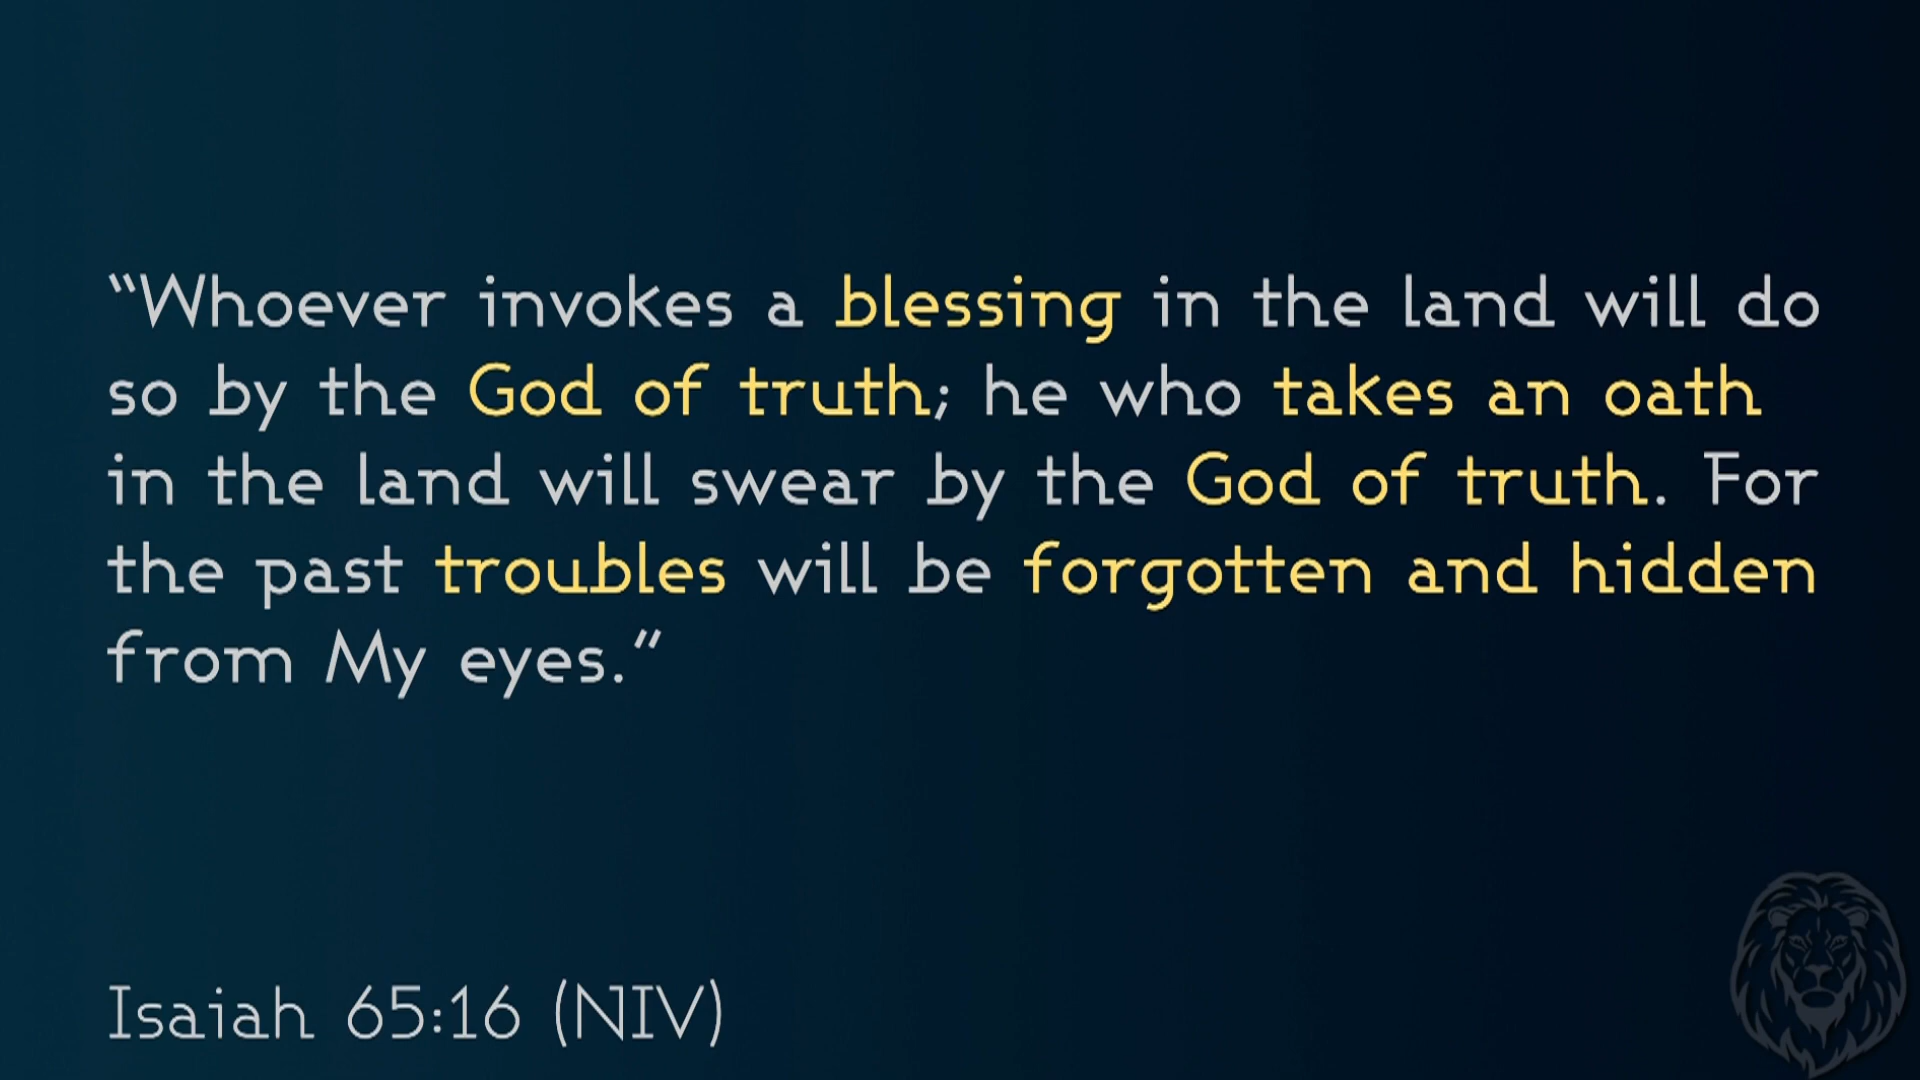 “Whoever invokes a blessing in the land will do
so by the God of truth; he who takes an oath
in the land will swear by the God of truth. For
the past troubles will be forgotten and hidden
from My eyes.”
Isaiah 65:16 (NIV)